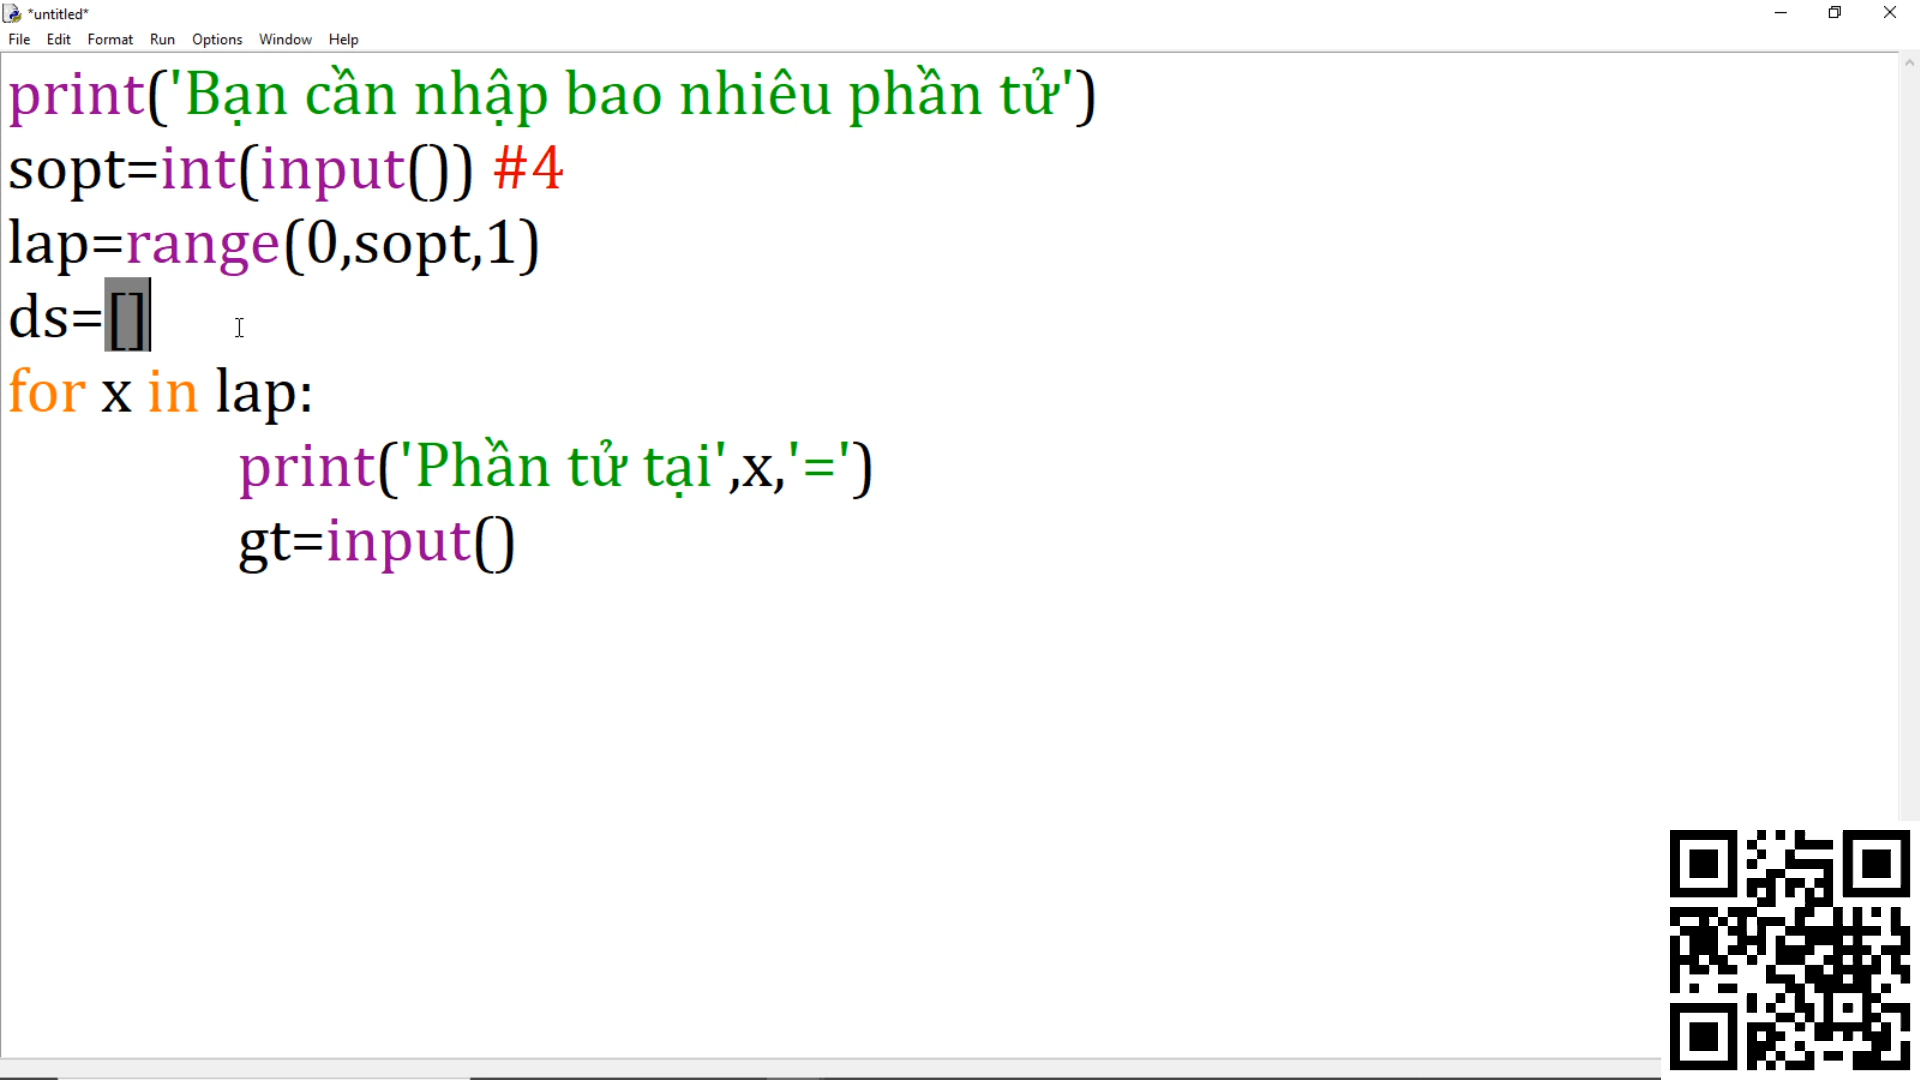 *untitled*
File Edit Format Run Options Window Help
print('Bạn cần nhập bao nhiêu phần tử')
sopt=int(input()) #4
lap=range(0,sopt,1)
ds=[]
for x in lap:
print('Phần tử tại',x,'=')
gt=input()